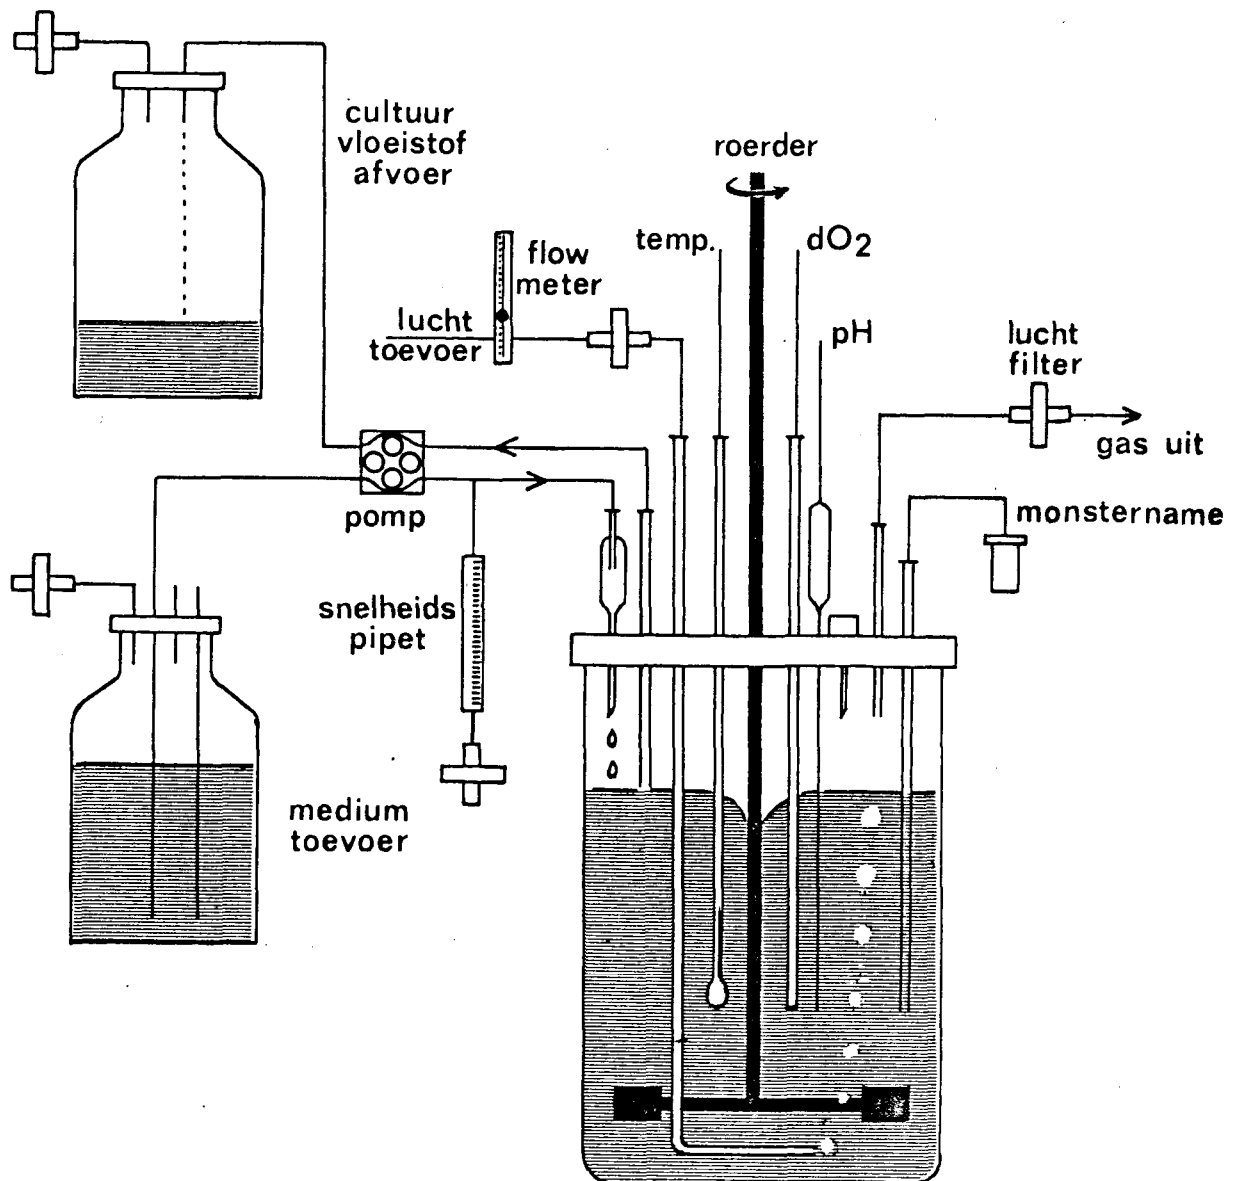 cultuur
vloeistof
afvoer
roerder
temp.
dO2
flow
meter
lucht
toevoer
pH
lucht
filter
gas uit
monstername
pomp
snelheids
pipet
medium
toevoer